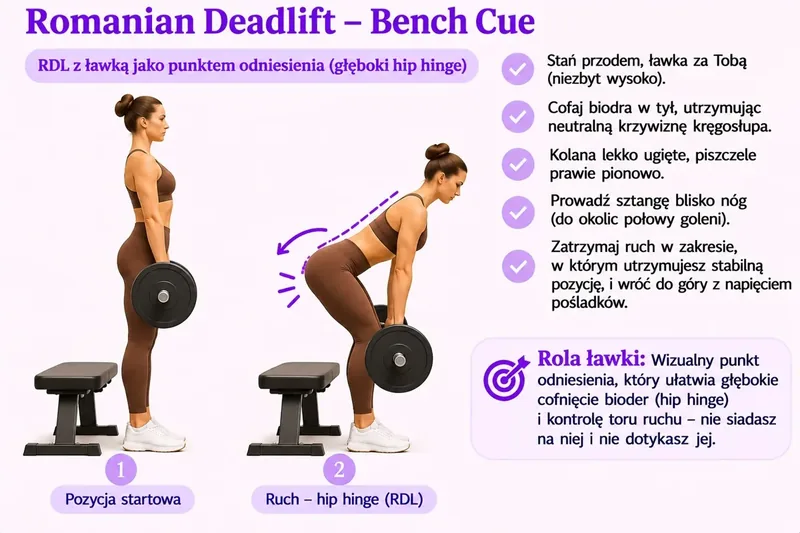 Romanian Deadlift – Bench Cue
RDL z ławką jako punktem odniesienia (głęboki hip hinge)
Stań przodem, ławka za Tobą
(niezbyt wysoko).
Cofaj biodra w tył, utrzymując
neutralną krzywiznę kręgosłupa.
Kolana lekko ugięte, piszczele
prawie pionowo.
Prowadź sztangę blisko nóg
(do okolic połowy goleni).
Zatrzymaj ruch w zakresie,
w którym utrzymujesz stabilną
pozycję, i wróć do góry z napięciem
pośladków.
Rola ławki: Wizualny punkt
odniesienia, który ułatwia głębokie
cofnięcie bioder (hip hinge)
i kontrolę toru ruchu – nie siadasz
na niej i nie dotykasz jej.
1
Pozycja startowa
2
Ruch – hip hinge (RDL)